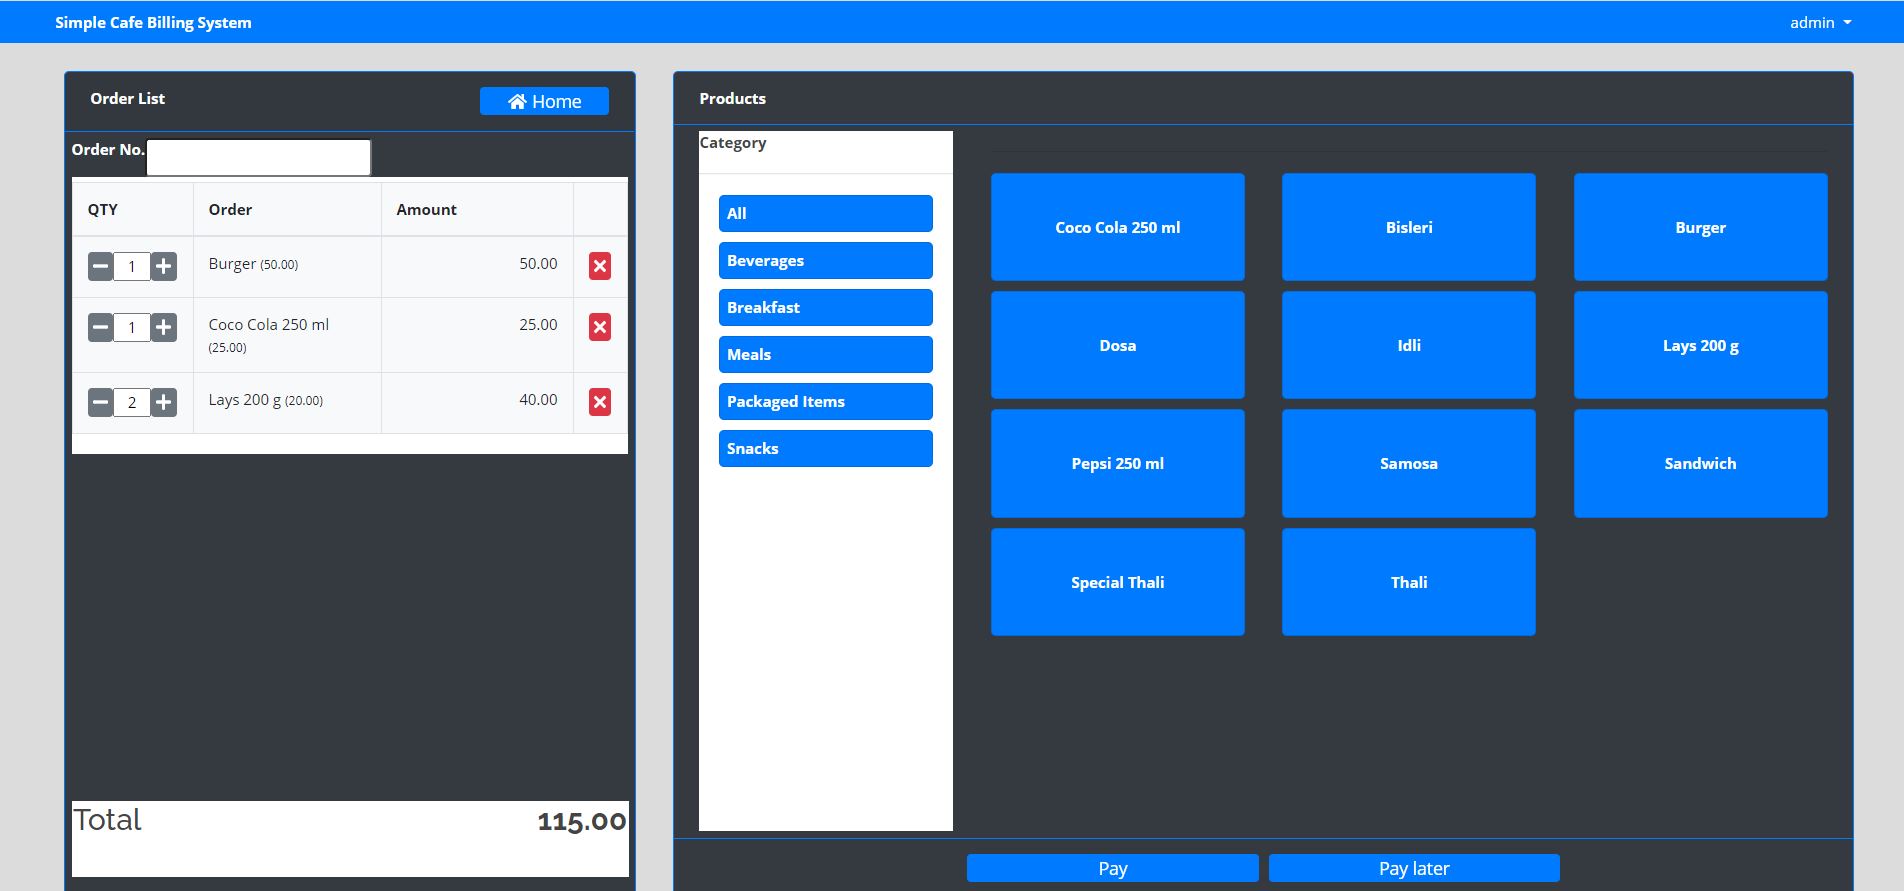 Simple Cafe Billing System
admin
Order List
Home
Order No.
QTY Order Amount
1 Burger (50.00) 50.00
1 Coco Cola 250 ml 25.00
(25.00)
2 Lays 200 g (20.00) 40.00
Total 115.00
Products
Category
All
Beverages
Breakfast
Meals
Packaged Items
Snacks
Coco Cola 250 ml Bisleri Burger
Dosa Idli Lays 200 g
Pepsi 250 ml Samosa Sandwich
Special Thali Thali
Pay Pay later